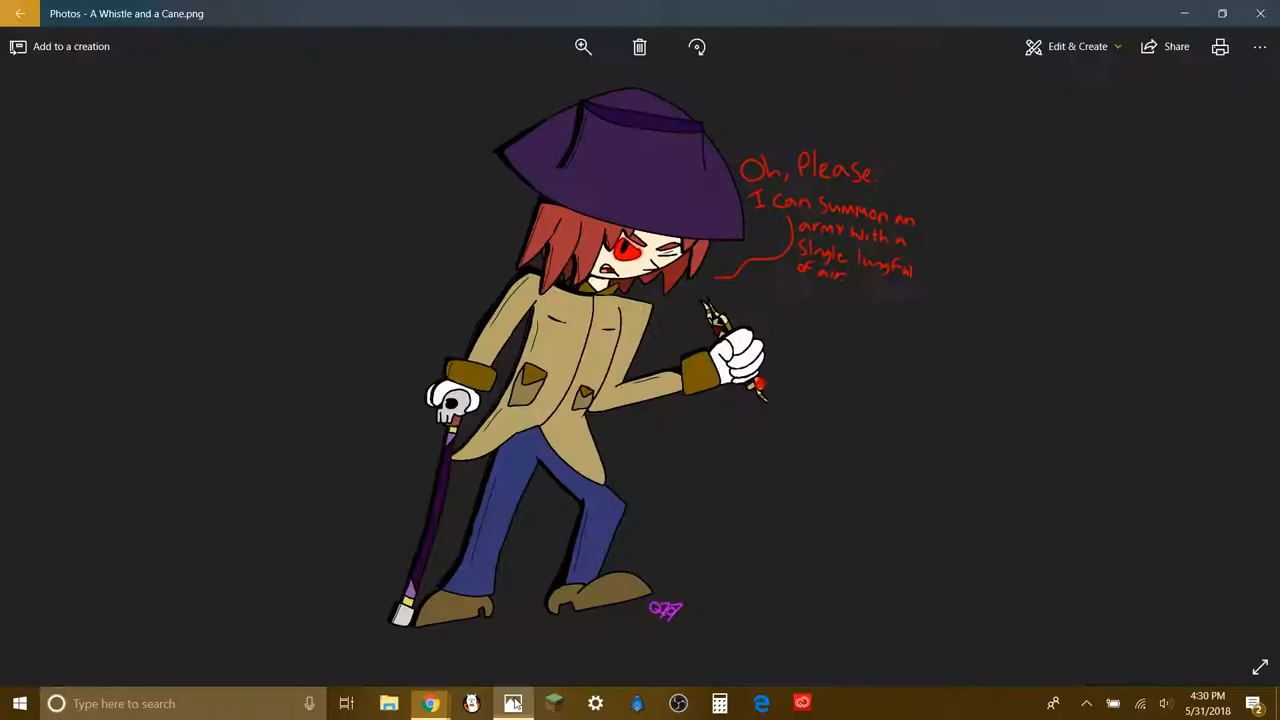 Photos - A Whistle and a Cane.png
Add to a creation
Edit & Create
Share
Oh, Please.
I can summon an
army with a
single lungful
of air.
Type here to search
4:30 PM
5/31/2018
2